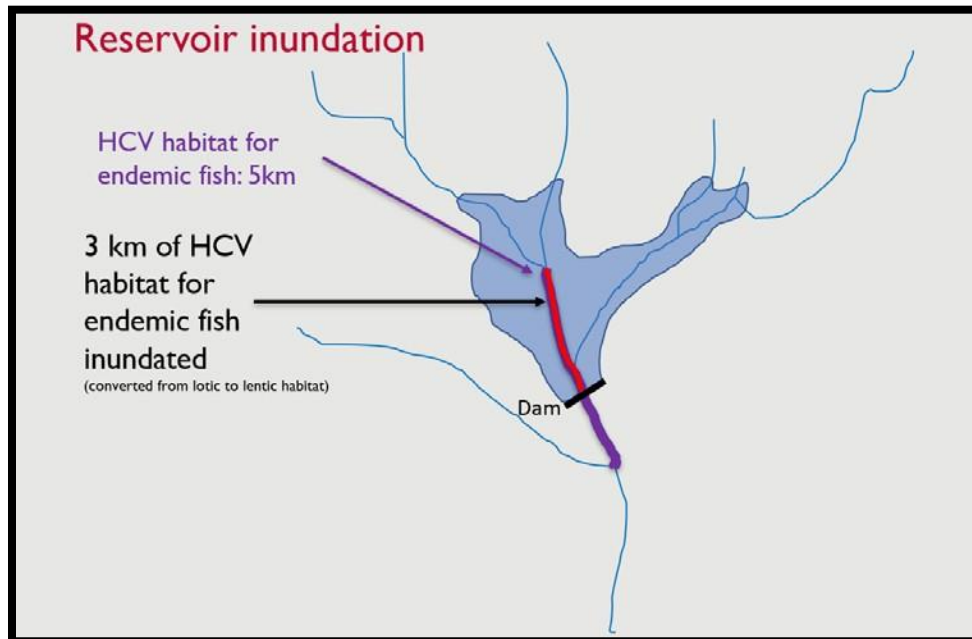 Reservoir inundation
HCV habitat for
endemic fish: 5km
3 km of HCV
habitat for
endemic fish
inundated
(converted from lotic to lentic habitat)
Dam